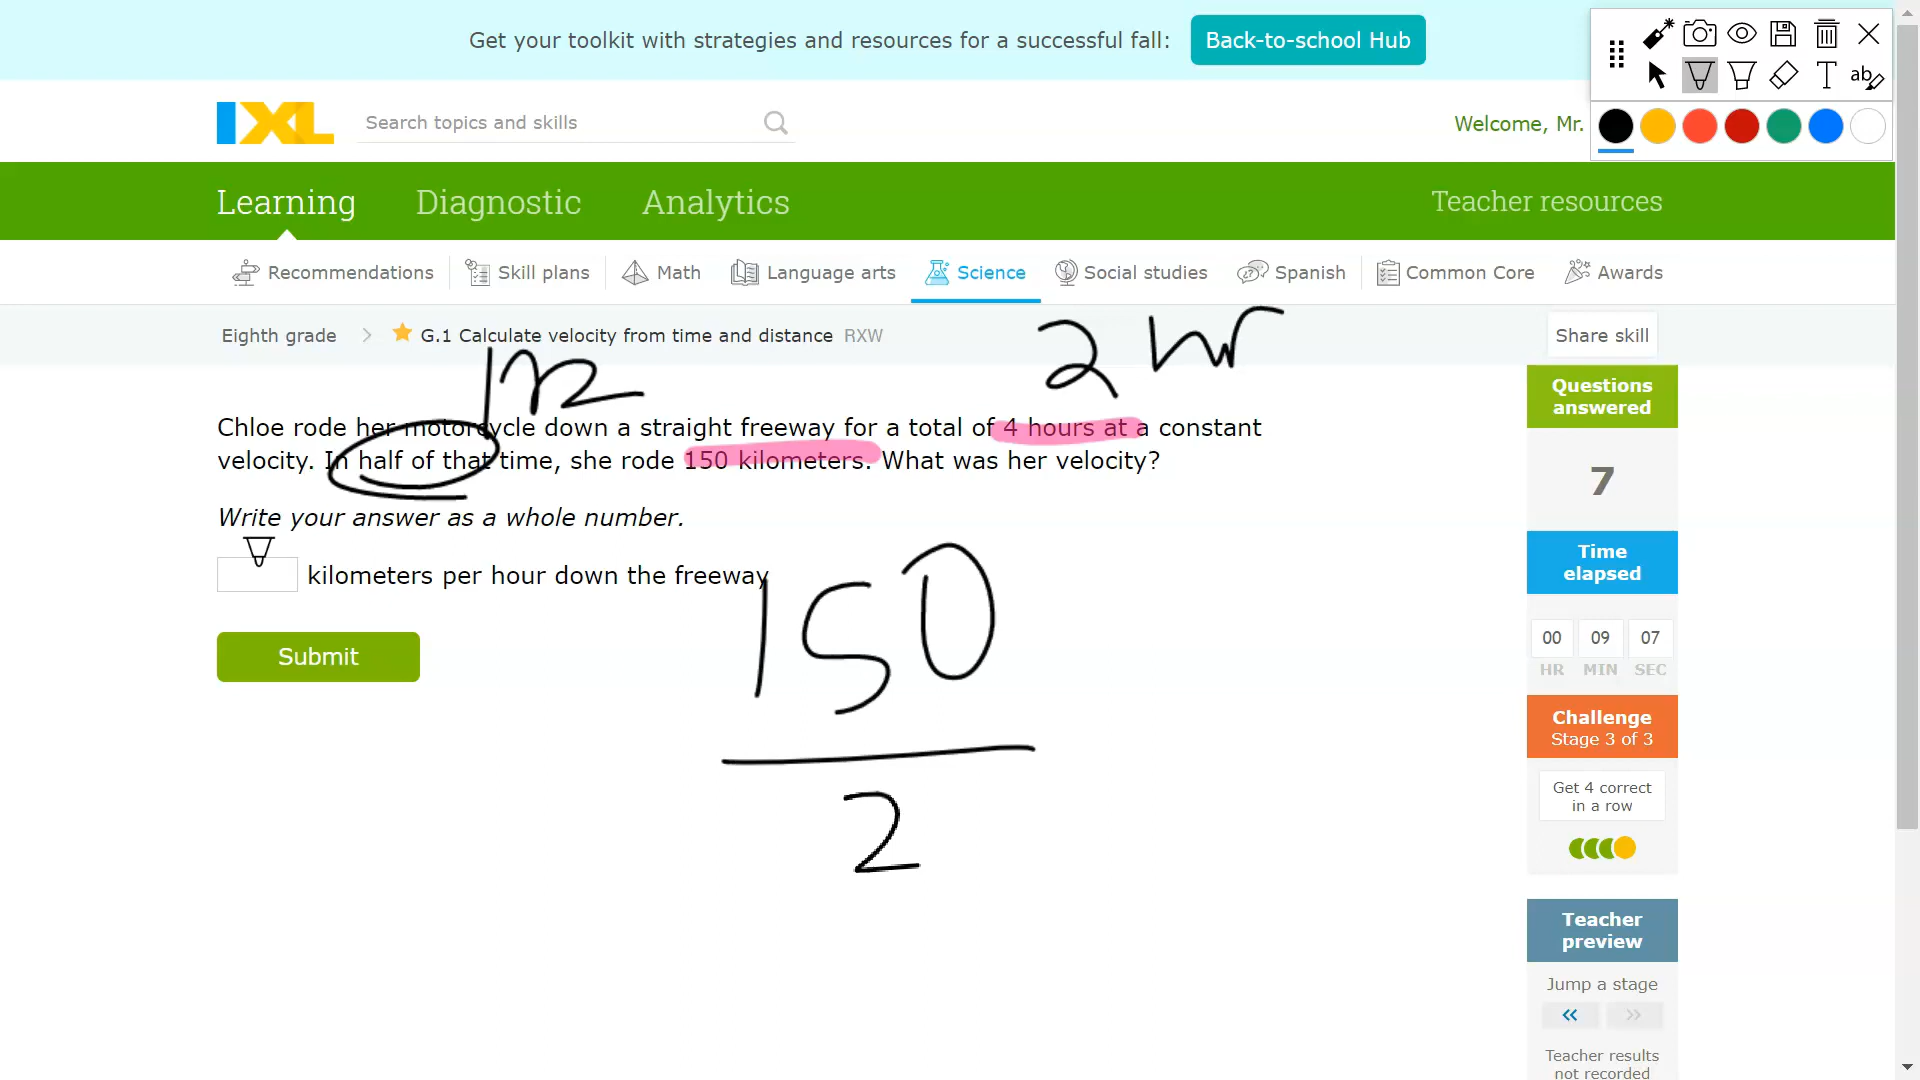 Get your toolkit with strategies and resources for a successful fall: Back-to-school Hub
IXL Search topics and skills Welcome, Mr.
T ab
Learning Diagnostic Analytics Teacher resources
Recommendations Skill plans Math Language arts Science Social studies Spanish Common Core Awards
Eighth grade > G.1 Calculate velocity from time and distance RXW Share skill
2 hr
Chloe rode her motorcycle down a straight freeway for a total of 4 hours at a constant
velocity. In half of that time, she rode 150 kilometers. What was her velocity?
Write your answer as a whole number.
kilometers per hour down the freeway
Submit
150
2
Questions
answered
7
Time
elapsed
00 09 07
HR MIN SEC
Challenge
Stage 3 of 3
Get 4 correct
in a row
Teacher
preview
Jump a stage
« »
Teacher results
not recorded